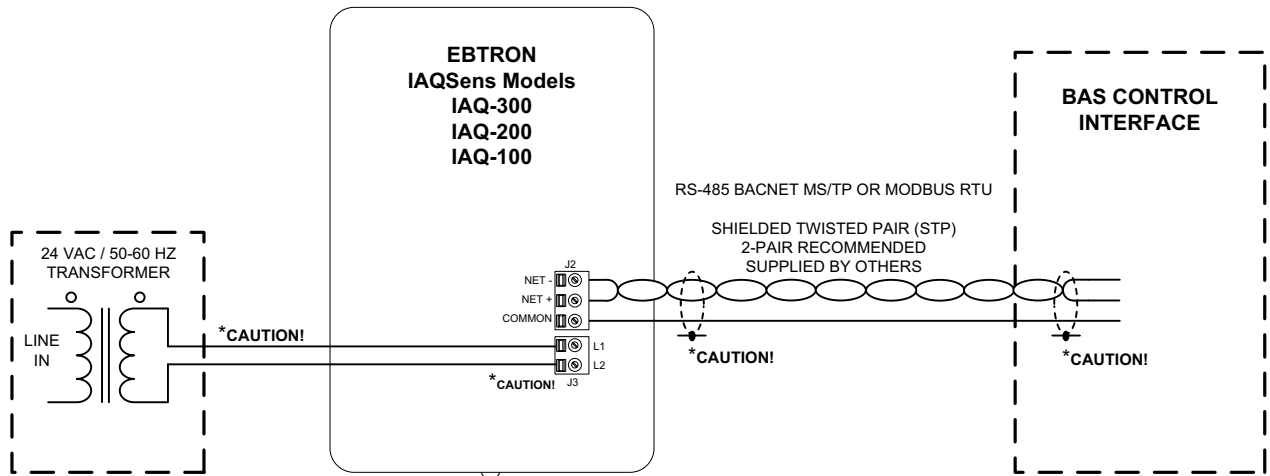 EBTRON
IAQSens Models
IAQ-300
IAQ-200
IAQ-100
BAS CONTROL
INTERFACE
RS-485 BACNET MS/TP OR MODBUS RTU
SHIELDED TWISTED PAIR (STP)
2-PAIR RECOMMENDED
SUPPLIED BY OTHERS
24 VAC / 50-60 HZ
TRANSFORMER
LINE
IN
*CAUTION!
J2
NET -
NET +
COMMON
L1
L2
J3
*CAUTION!
*CAUTION!
*CAUTION!